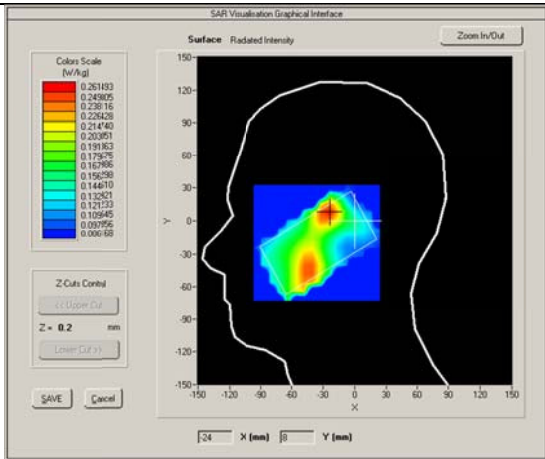 SAR Visualisation Graphical Interface
Surface Radiated Intensity
Zoom In/Out
Colors Scale
(W/kg)
0.261493
0.249805
0.238116
0.226428
0.214740
0.203051
0.191363
0.179675
0.167986
0.156298
0.144610
0.132921
0.121233
0.109545
0.097856
150
120
90
60
30
0
-30
-60
-90
-120
-150
Y
-150 -120 -90 -60 -30 0 30 60 90 120 150
X
Z-Cuts Control
<< Upper Cut
Z = 0.2 mm
Lower Cut >>
SAVE Cancel
-24 X (mm) 8 Y (mm)